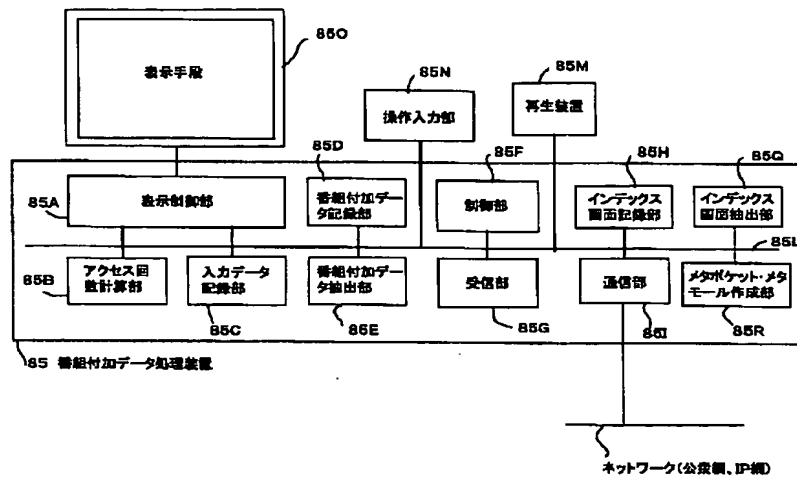 表示手段
85O
85N
操作入力部
85M
再生装置
85D
85F
85H
85Q
85A
表示制御部
番組付加デー
タ記録部
制御部
インデックス
画面記録部
インデックス
画面抽出部
85L
85B
アクセス回
数計算部
入力データ
記録部
番組付加デー
タ抽出部
受信部
通信部
メタポケット・メタ
モール作成部
85C
85E
85G
85I
85R
85 番組付加データ処理装置
ネットワーク(公衆網、IP網)